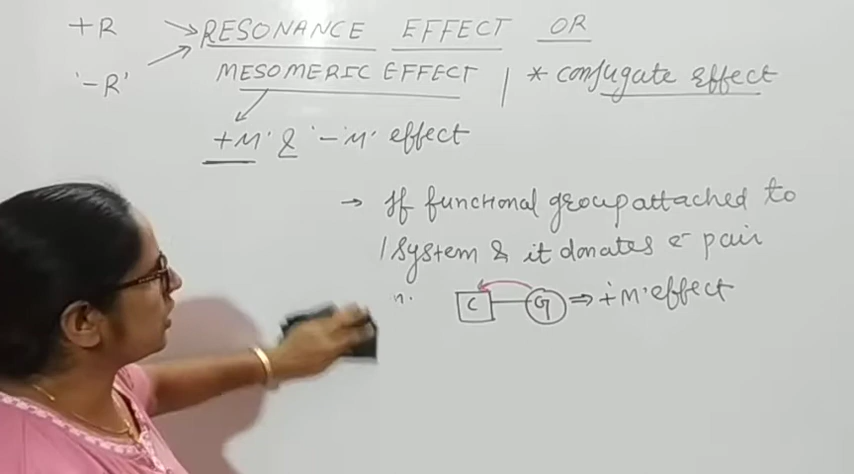 +R
RESONANCE EFFECT OR
'-R'
MESOMERIC EFFECT | * conjugate effect
+M' & '-M' effect
→ If functional group attached to
/ system & it donates e⁻ pair
n.
C G ⇒ +M' effect